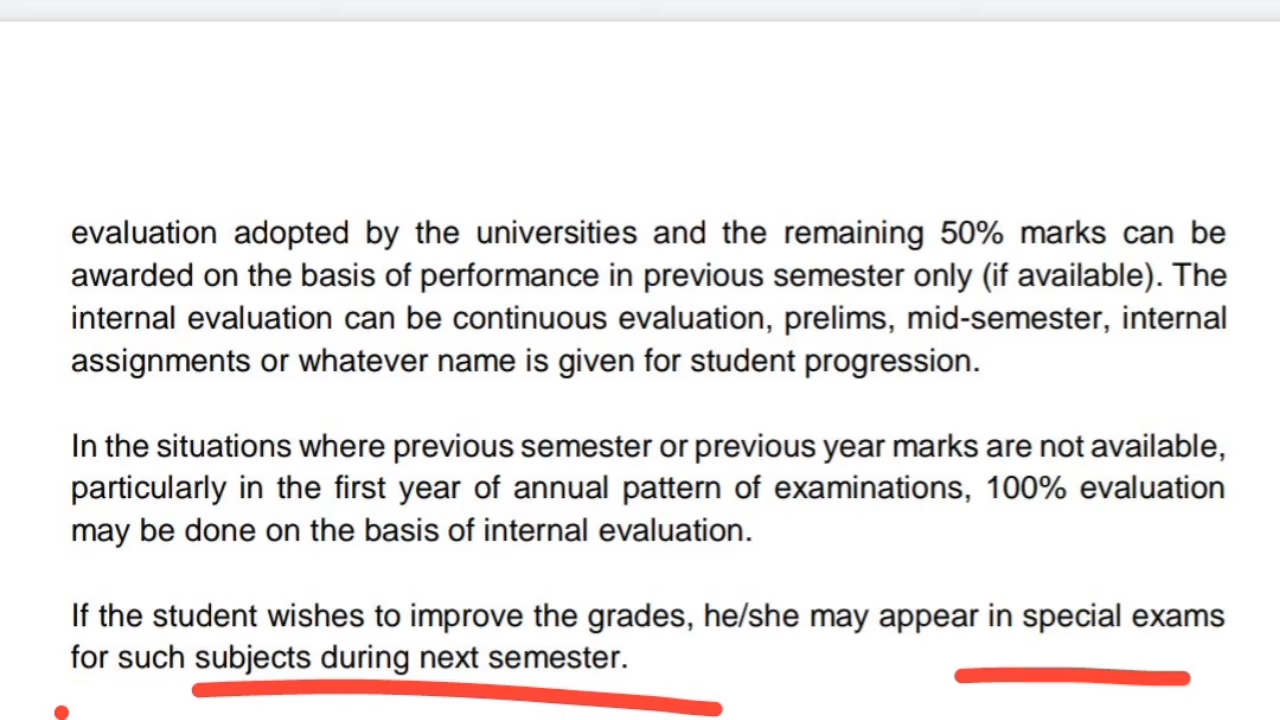 evaluation adopted by the universities and the remaining 50% marks can be
awarded on the basis of performance in previous semester only (if available). The
internal evaluation can be continuous evaluation, prelims, mid-semester, internal
assignments or whatever name is given for student progression.
In the situations where previous semester or previous year marks are not available,
particularly in the first year of annual pattern of examinations, 100% evaluation
may be done on the basis of internal evaluation.
If the student wishes to improve the grades, he/she may appear in special exams
for such subjects during next semester.